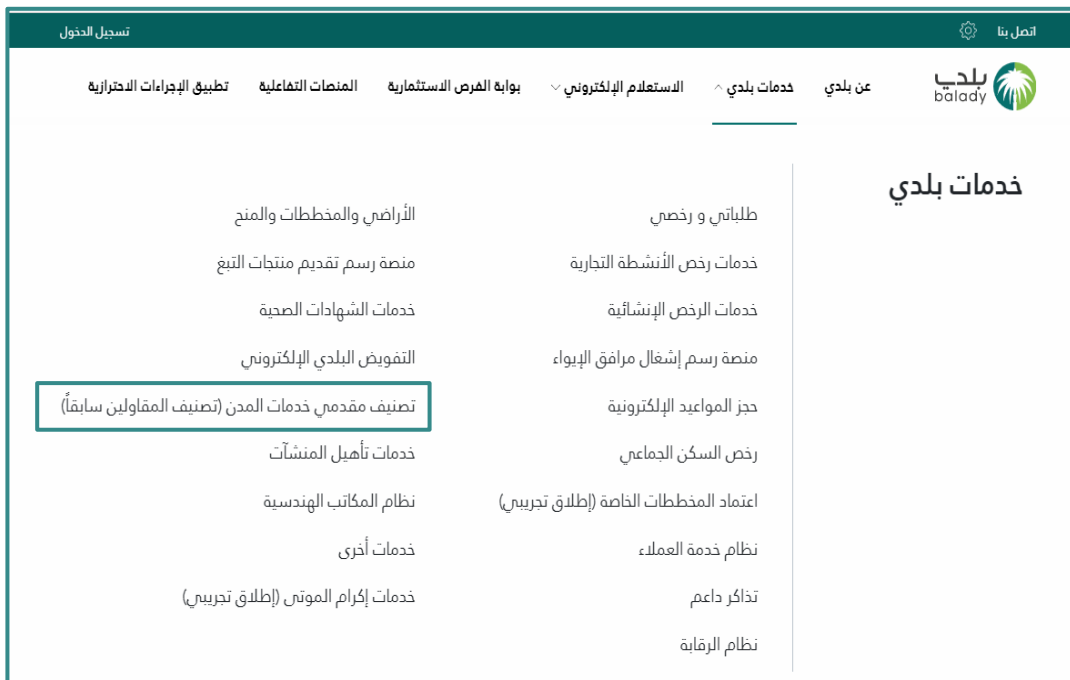 اتصل بنا
تسجيل الدخول
بلدي
balady
عن بلدي
خدمات بلدي
الاستعلام الإلكتروني
بوابة الفرص الاستثمارية
المنصات التفاعلية
تطبيق الإجراءات الاحترازية
خدمات بلدي
طلباتي و رخصي
خدمات رخص الأنشطة التجارية
خدمات الرخص الإنشائية
منصة رسم إشغال مرافق الإيواء
حجز المواعيد الإلكترونية
رخص السكن الجماعي
اعتماد المخططات الخاصة (إطلاق تجريبي)
نظام خدمة العملاء
تذاكر داعم
نظام الرقابة
الأراضي والمخططات والمنح
منصة رسم تقديم منتجات التبغ
خدمات الشهادات الصحية
التفويض البلدي الإلكتروني
تصنيف مقدمي خدمات المدن (تصنيف المقاولين سابقاً)
خدمات تأهيل المنشآت
نظام المكاتب الهندسية
خدمات أخرى
خدمات إكرام الموتى (إطلاق تجريبي)